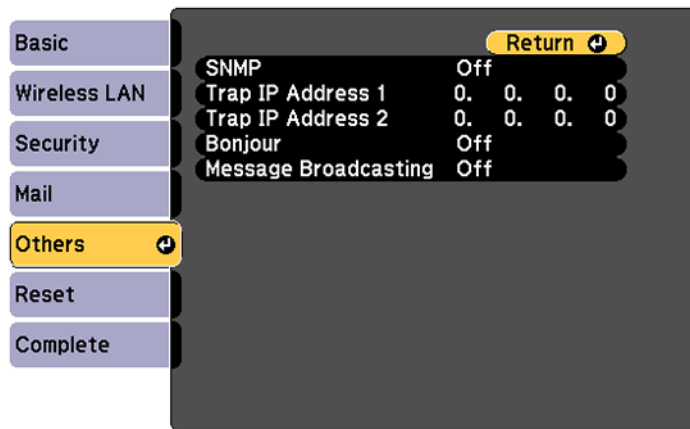 Basic
Wireless LAN
Security
Mail
Others
Reset
Complete
Return
SNMP Off
Trap IP Address 1 0. 0. 0. 0
Trap IP Address 2 0. 0. 0. 0
Bonjour Off
Message Broadcasting Off